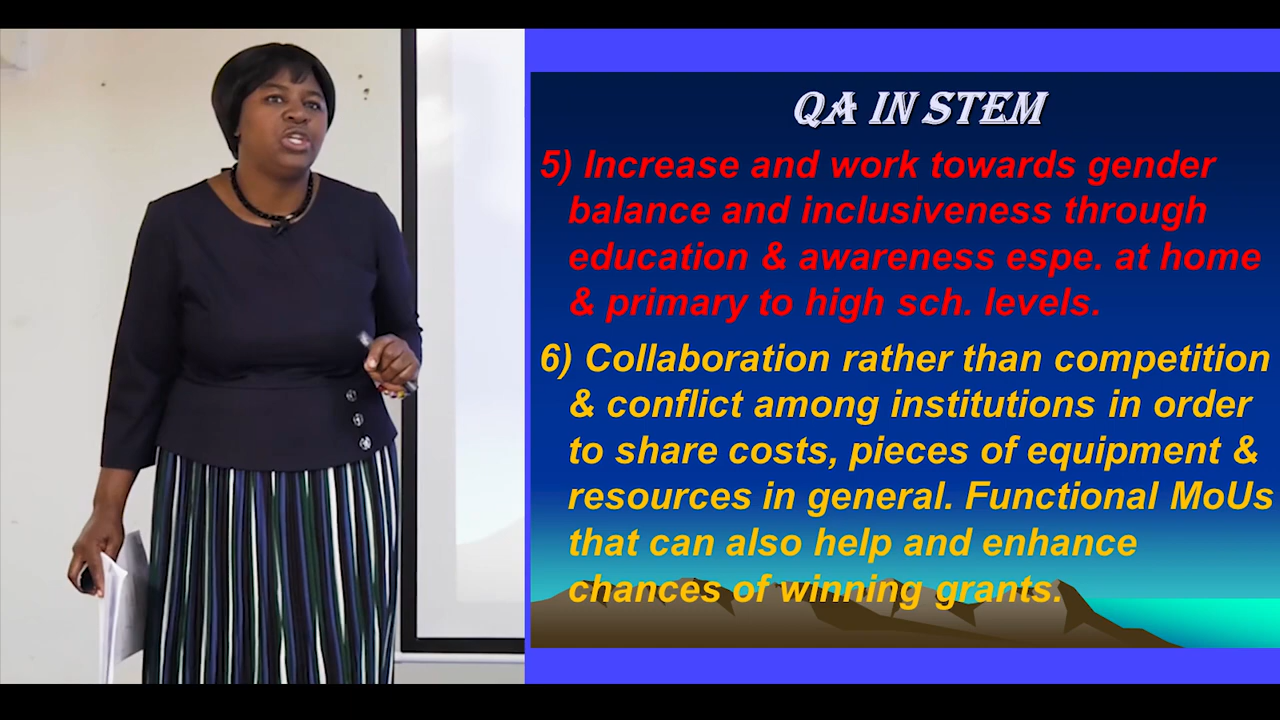 QA IN STEM
5) Increase and work towards gender
balance and inclusiveness through
education & awareness espe. at home
& primary to high sch. levels.
6) Collaboration rather than competition
& conflict among institutions in order
to share costs, pieces of equipment &
resources in general. Functional MoUs
that can also help and enhance
chances of winning grants.